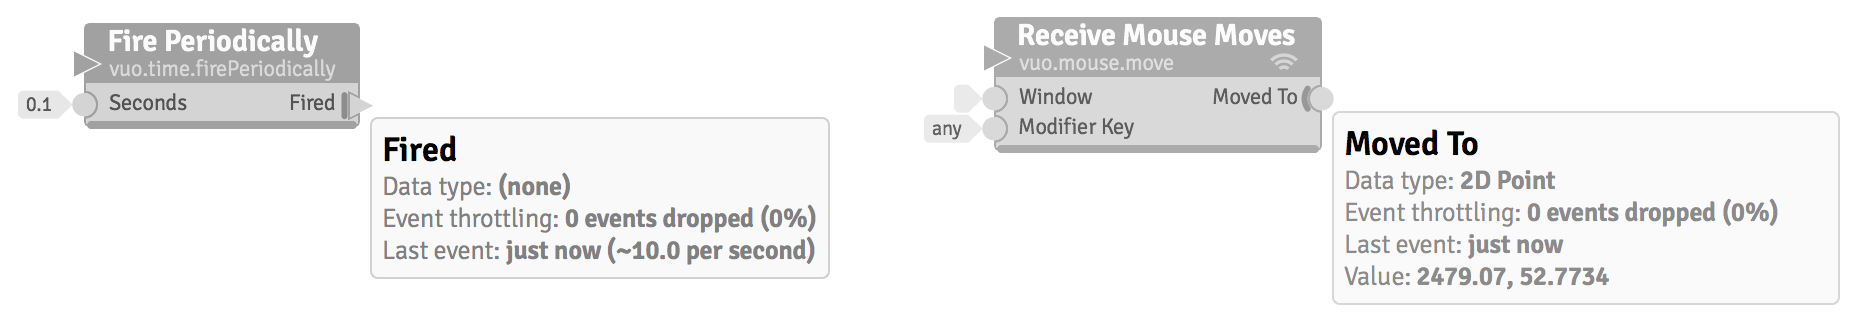 Fire Periodically
vuo.time.firePeriodically
0.1
Seconds
Fired
Fired
Data type: (none)
Event throttling: 0 events dropped (0%)
Last event: just now (~10.0 per second)
Receive Mouse Moves
vuo.mouse.move
Window
Moved To
any
Modifier Key
Moved To
Data type: 2D Point
Event throttling: 0 events dropped (0%)
Last event: just now
Value: 2479.07, 52.7734